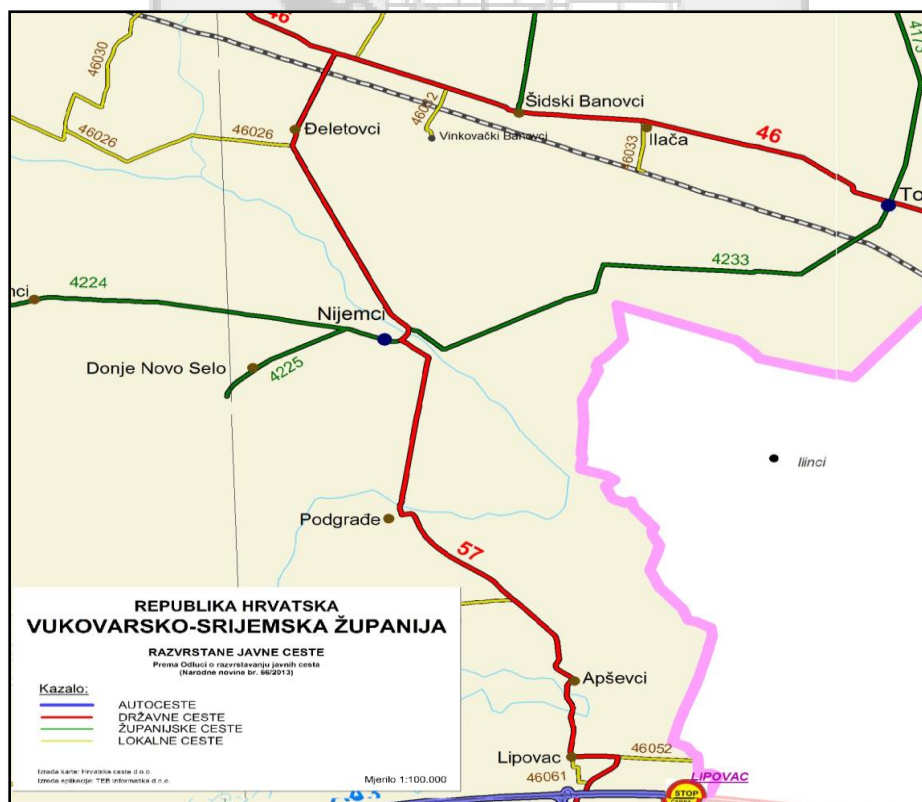 46
4173
46030
46032
Šidski Banovci
Đeletovci
46026
46026
Vinkovački Banovci
46033
Ilača
46
To
4233
4224
nci
Nijemci
Donje Novo Selo
4225
Ilinci
Podgrađe
57
REPUBLIKA HRVATSKA
VUKOVARSKO-SRIJEMSKA ŽUPANIJA
RAZVRSTANE JAVNE CESTE
Prema Odluci o razvrstavanju javnih cesta
(Narodne novine br. 66/2013)
Kazalo:
AUTOCESTE
DRŽAVNE CESTE
ŽUPANIJSKE CESTE
LOKALNE CESTE
Izrada karte: Hrvatske ceste d.o.o.
Izrada aplikacije: TEB Informatika d.o.o.
Mjerilo 1:100.000
Apševci
Lipovac
46052
46061
LIPOVAC
STOP